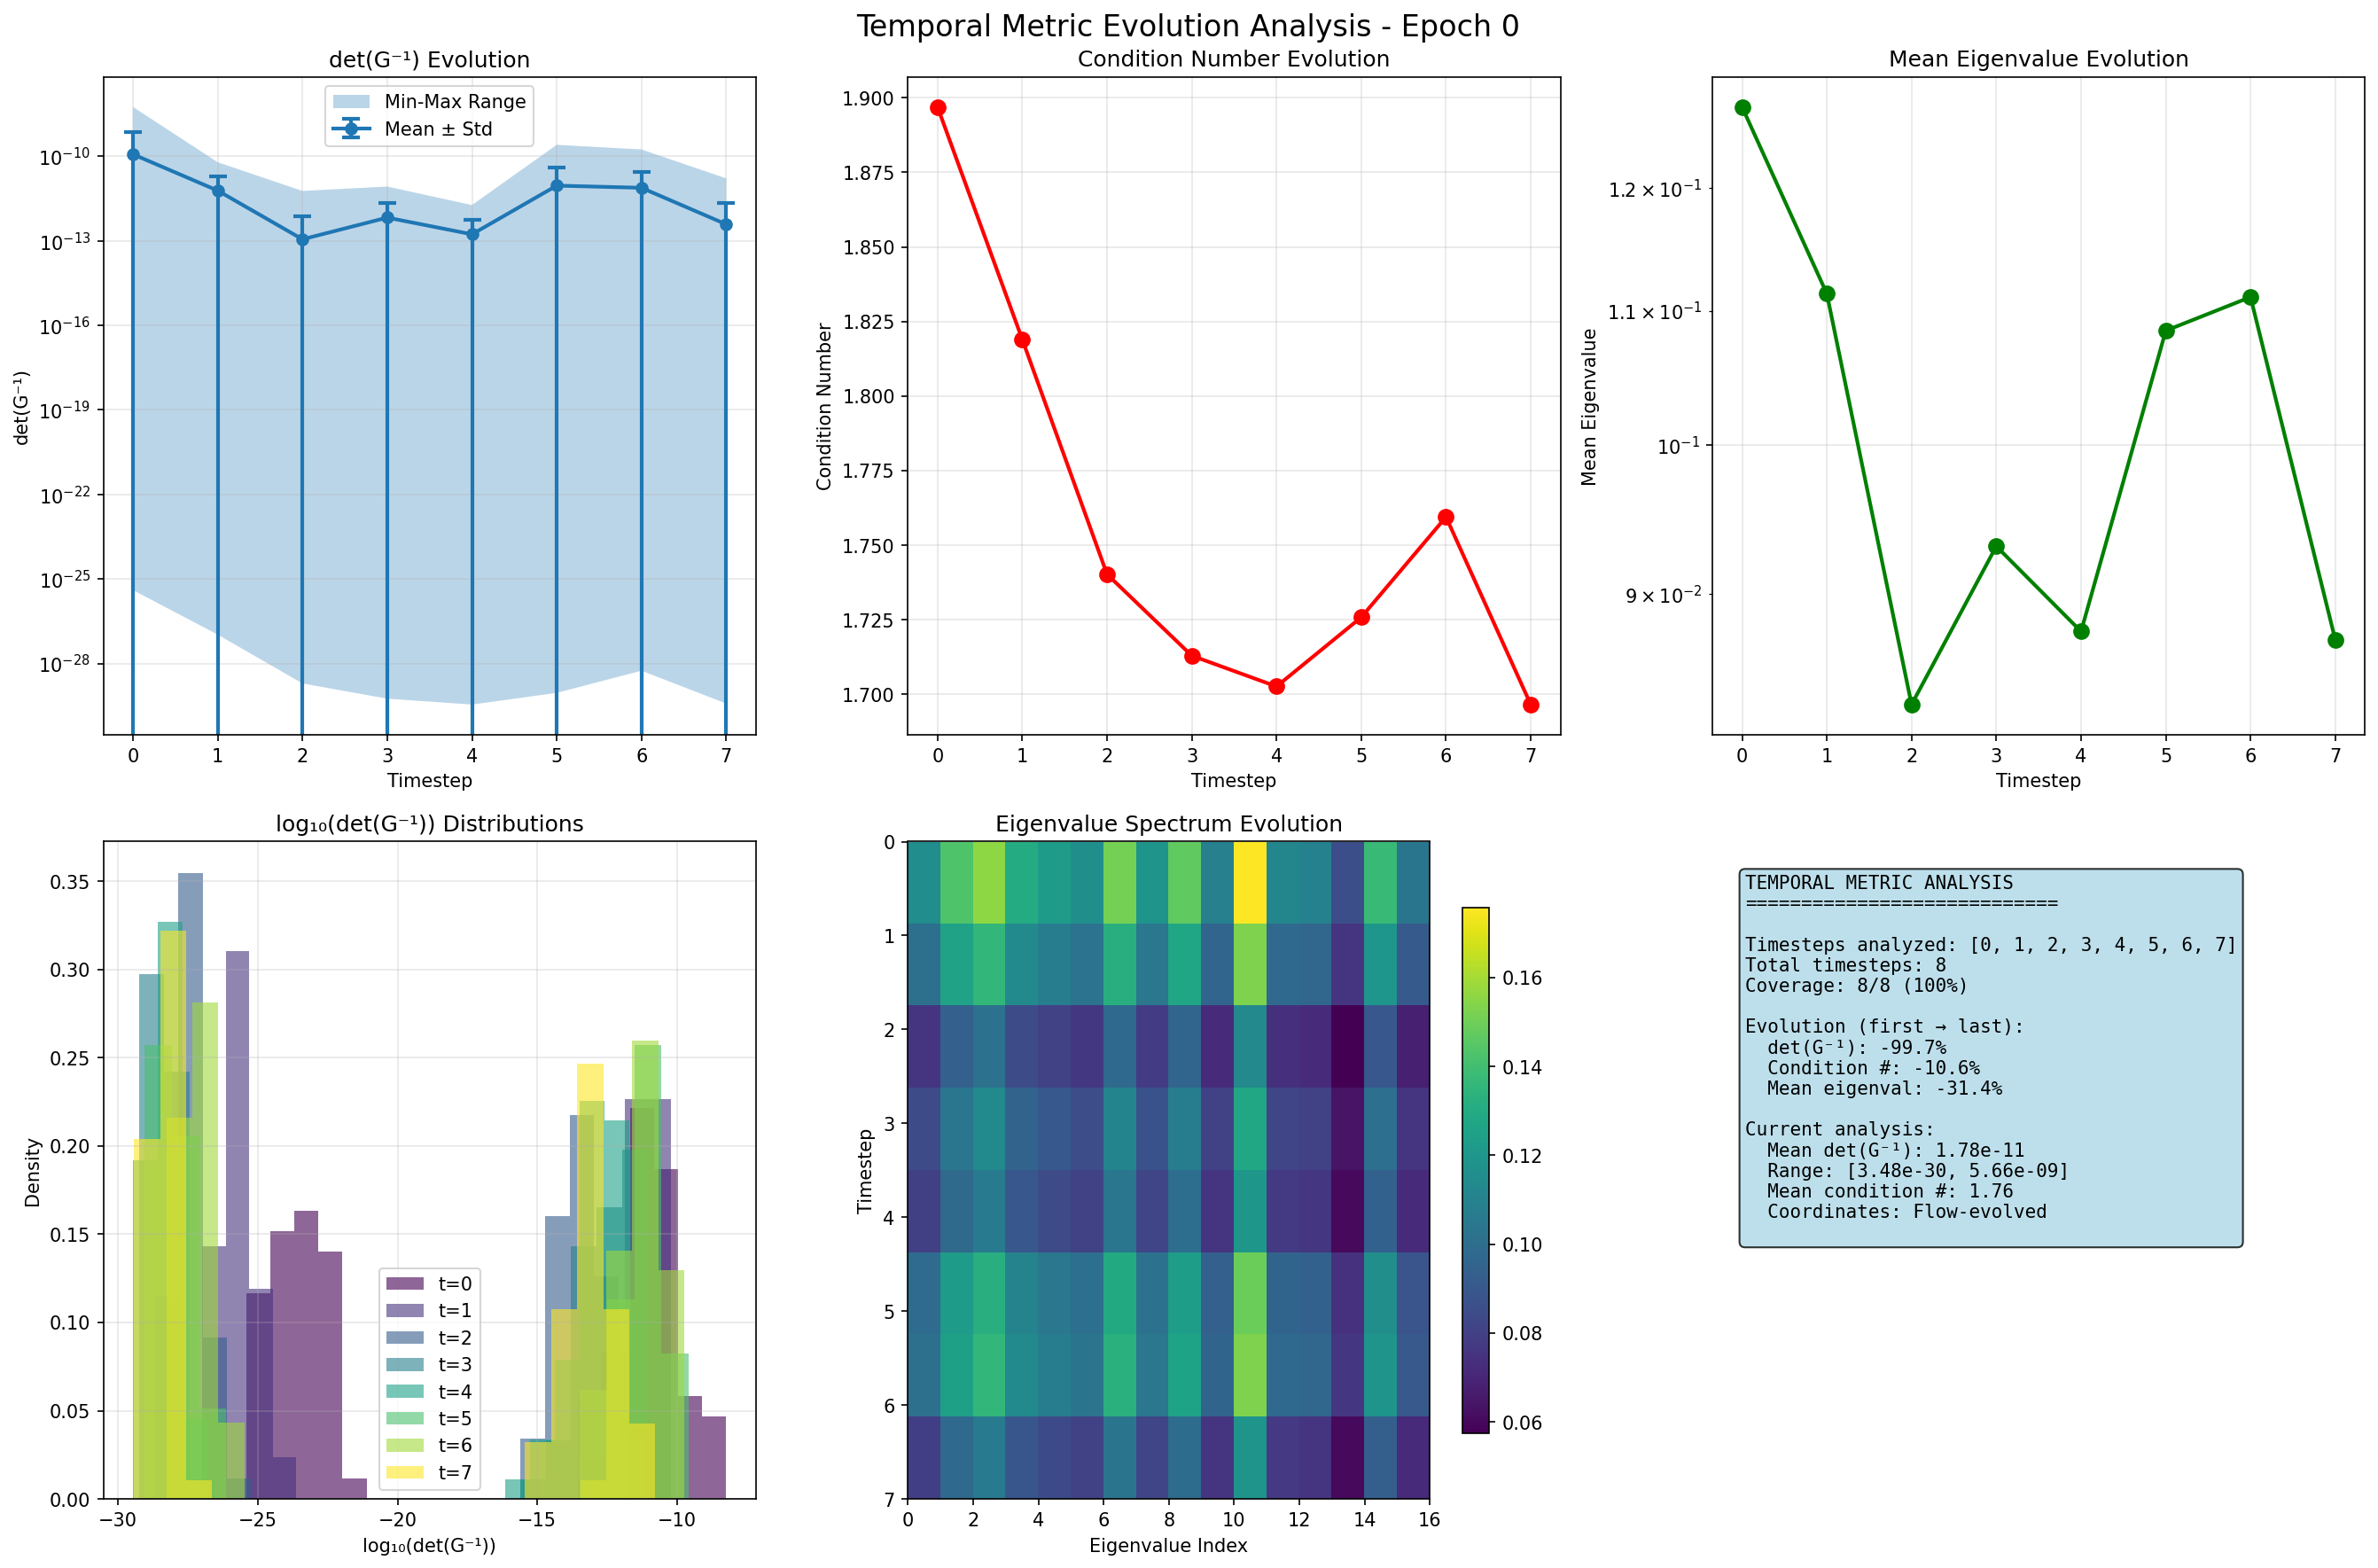 Temporal Metric Evolution Analysis - Epoch 0
det(G⁻¹) Evolution
Min-Max Range
Mean ± Std
det(G⁻¹)
10⁻¹⁰
10⁻¹³
10⁻¹⁶
10⁻¹⁹
10⁻²²
10⁻²⁵
10⁻²⁸
0 1 2 3 4 5 6 7
Timestep
Condition Number Evolution
Condition Number
1.900
1.875
1.850
1.825
1.800
1.775
1.750
1.725
1.700
0 1 2 3 4 5 6 7
Timestep
Mean Eigenvalue Evolution
Mean Eigenvalue
1.2 × 10⁻¹
1.1 × 10⁻¹
10⁻¹
9 × 10⁻²
0 1 2 3 4 5 6 7
Timestep
log₁₀(det(G⁻¹)) Distributions
Density
0.35
0.30
0.25
0.20
0.15
0.10
0.05
0.00
t=0
t=1
t=2
t=3
t=4
t=5
t=6
t=7
−30 −25 −20 −15 −10
log₁₀(det(G⁻¹))
Eigenvalue Spectrum Evolution
Timestep
0
1
2
3
4
5
6
7
0 2 4 6 8 10 12 14 16
Eigenvalue Index
0.16
0.14
0.12
0.10
0.08
0.06
TEMPORAL METRIC ANALYSIS
============================
Timesteps analyzed: [0, 1, 2, 3, 4, 5, 6, 7]
Total timesteps: 8
Coverage: 8/8 (100%)
Evolution (first → last):
det(G⁻¹): -99.7%
Condition #: -10.6%
Mean eigenval: -31.4%
Current analysis:
Mean det(G⁻¹): 1.78e-11
Range: [3.48e-30, 5.66e-09]
Mean condition #: 1.76
Coordinates: Flow-evolved